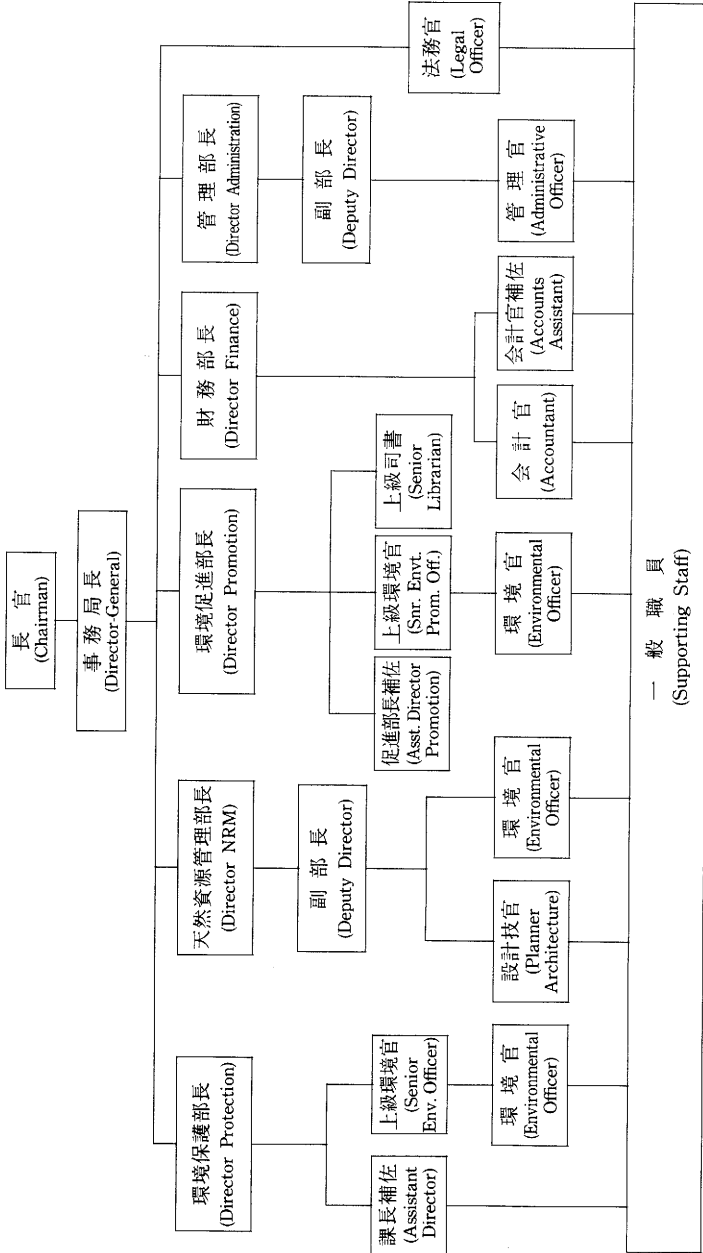 長官
(Chairman)
事務局長
(Director-General)
環境保護部長
(Director Protection)
天然資源管理部長
(Director NRM)
環境促進部長
(Director Promotion)
財務部長
(Director Finance)
管理部長
(Director Administration)
副部長
(Deputy Director)
副部長
(Deputy Director)
課長補佐
(Assistant
Director)
上級環境官
(Senior
Env. Officer)
促進部長補佐
(Asst. Director
Promotion)
上級環境官
(Snr. Envt.
Prom. Off.)
上級司書
(Senior
Librarian)
法務官
(Legal
Officer)
環境官
(Environmental
Officer)
設計技官
(Planner
Architecture)
環境官
(Environmental
Officer)
環境官
(Environmental
Officer)
会計官
(Accountant)
会計官補佐
(Accounts
Assistant)
管理官
(Administrative
Officer)
一般職員
(Supporting Staff)